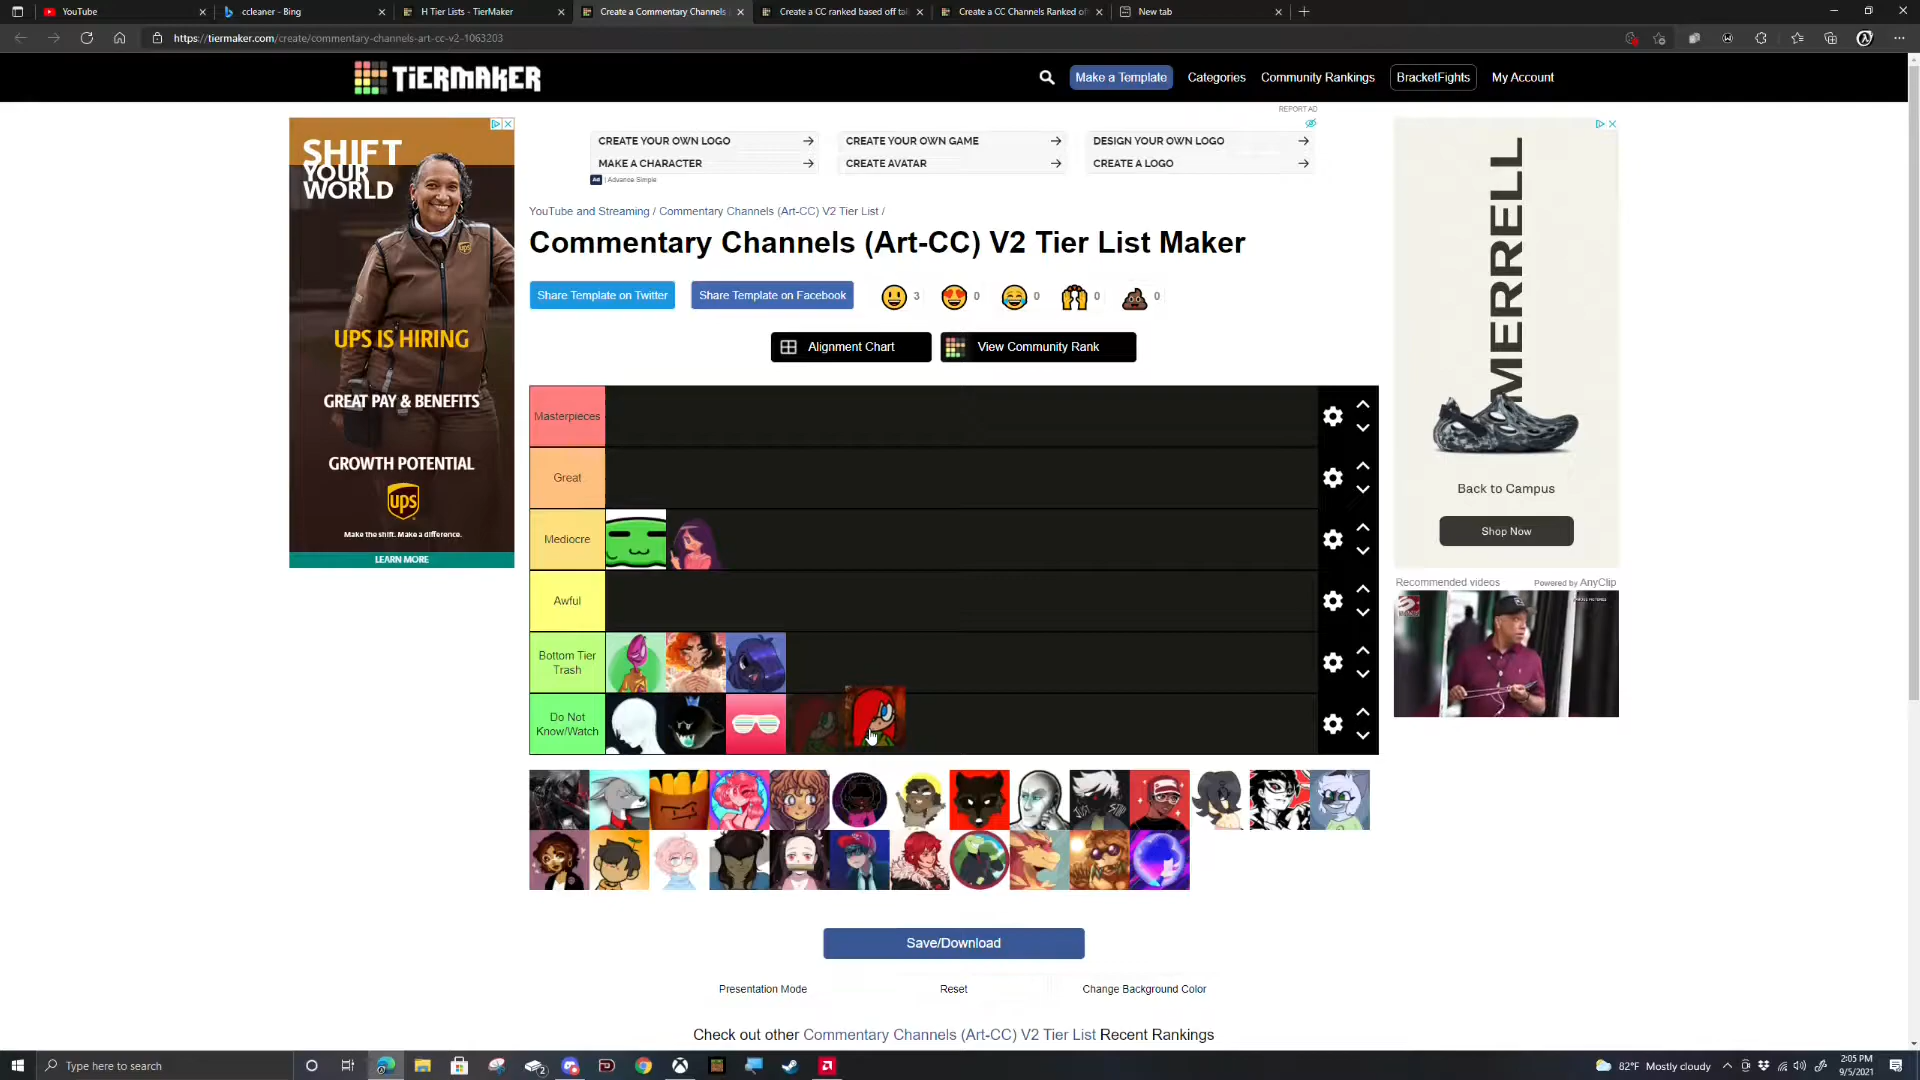 YouTube
ccleaner - Bing
H Tier Lists - TierMaker
Create a Commentary Channels
Create a CC ranked based off tal
Create a CC Channels Ranked of
New tab
https://tiermaker.com/create/commentary-channels-art-cc-v2-1063203
TiERMAKER
Make a Template
Categories
Community Rankings
BracketFights
My Account
REPORT AD
SHIFT
YOUR
WORLD
UPS IS HIRING
GREAT PAY & BENEFITS
GROWTH POTENTIAL
ups
Make the shift. Make a difference.
LEARN MORE
CREATE YOUR OWN LOGO
CREATE YOUR OWN GAME
DESIGN YOUR OWN LOGO
MAKE A CHARACTER
CREATE AVATAR
CREATE A LOGO
Ad | Advance Simple
YouTube and Streaming / Commentary Channels (Art-CC) V2 Tier List /
Commentary Channels (Art-CC) V2 Tier List Maker
Share Template on Twitter
Share Template on Facebook
3
0
0
0
0
Alignment Chart
View Community Rank
Masterpieces
Great
Mediocre
Awful
Bottom Tier
Trash
Do Not
Know/Watch
MERRELL
Back to Campus
Shop Now
Recommended videos
Powered by AnyClip
JUST
Save/Download
Presentation Mode
Reset
Change Background Color
Check out other Commentary Channels (Art-CC) V2 Tier List Recent Rankings
Type here to search
2
82°F Mostly cloudy
2:05 PM
9/5/2021